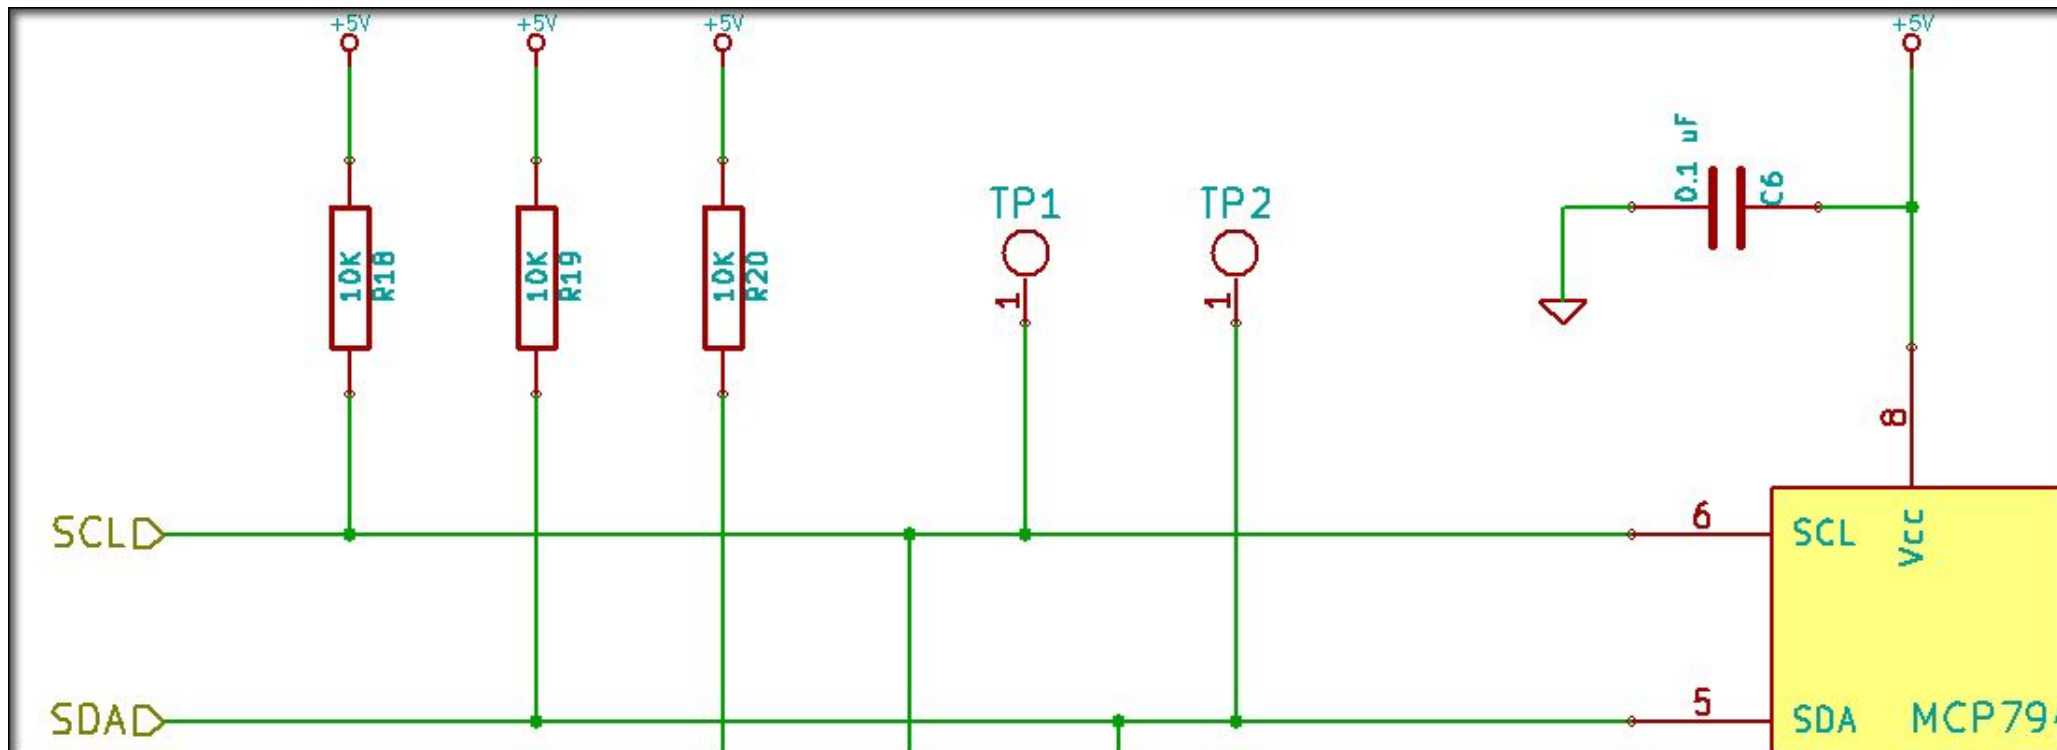 +5V
+5V
+5V
+5V
0.1 uF
C6
TP1
TP2
10K
R18
10K
R19
10K
R20
1
1
8
SCL
6
SCL
Vcc
SDA
5
SDA
MCP794